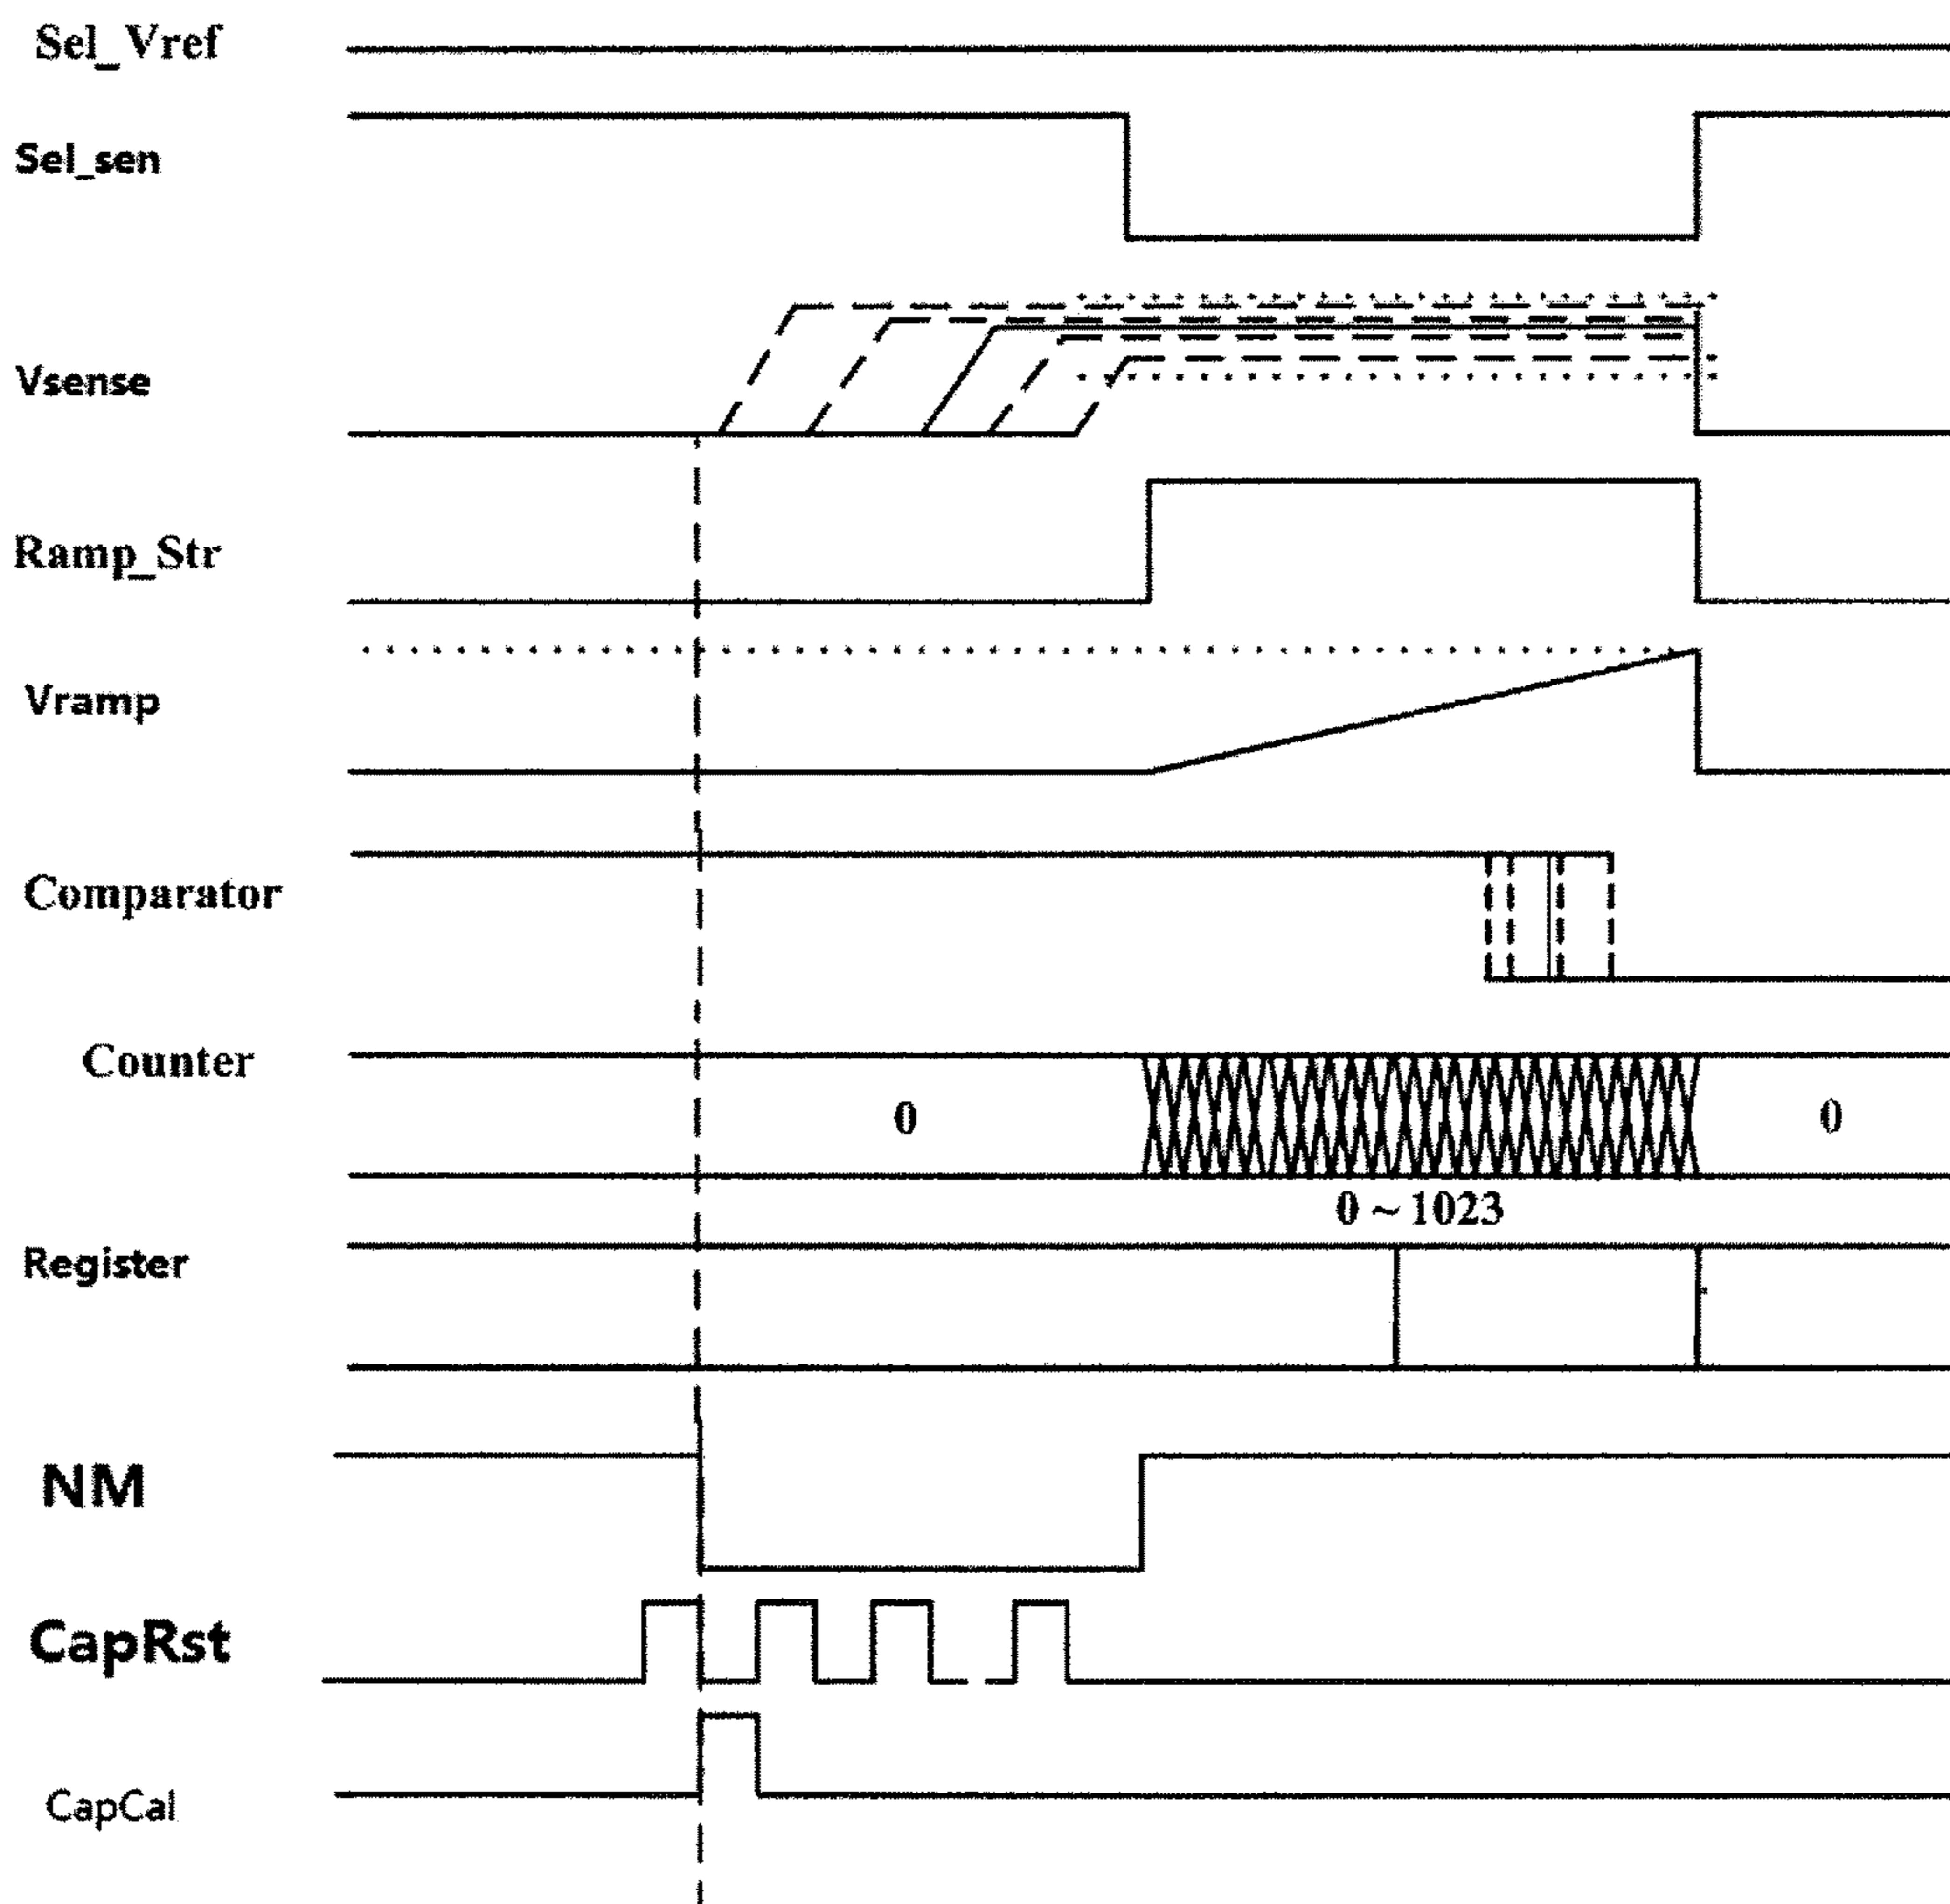 Sel_Vref
Sel_sen
Vsense
Ramp_Str
Vramp
Comparator
Counter
0
0
0 ~ 1023
Register
NM
CapRst
CapCal